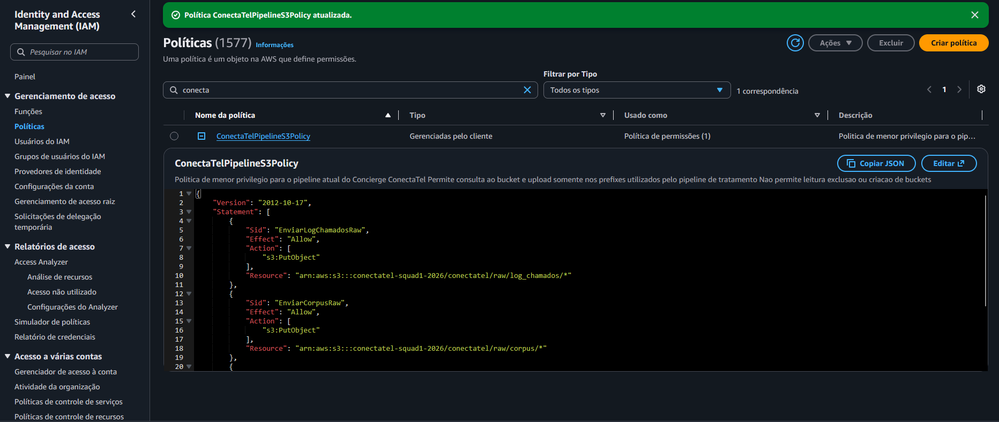 Identity and Access
Management (IAM)
Pesquisar no IAM
Painel
Gerenciamento de acesso
Funções
Políticas
Usuários do IAM
Grupos de usuários do IAM
Provedores de identidade
Configurações da conta
Gerenciamento de acesso raiz
Solicitações de delegação
temporária
Relatórios de acesso
Access Analyzer
Análise de recursos
Acesso não utilizado
Configurações do Analyzer
Simulador de políticas
Relatório de credenciais
Acesso a várias contas
Gerenciador de acesso à conta
Atividade da organização
Políticas de controle de serviços
Políticas de controle de recursos
Política ConectaTelPipelineS3Policy atualizada.
Políticas (1577) Informações
Ações Excluir Criar política
Uma política é um objeto na AWS que define permissões.
Filtrar por Tipo
conecta Todos os tipos 1 correspondência 1
Nome da política Tipo Usado como Descrição
ConectaTelPipelineS3Policy Gerenciadas pelo cliente Política de permissões (1) Politica de menor privilegio para o pip...
ConectaTelPipelineS3Policy Copiar JSON Editar
Politica de menor privilegio para o pipeline atual do Concierge ConectaTel Permite consulta ao bucket e upload somente nos prefixes utilizados pelo pipeline de tratamento Nao permite leitura exclusao ou criacao de buckets
1 {
2 "Version": "2012-10-17",
3 "Statement": [
4 {
5 "Sid": "EnviarLogChamadosRaw",
6 "Effect": "Allow",
7 "Action": [
8 "s3:PutObject"
9 ],
10 "Resource": "arn:aws:s3:::conectatel-squad1-2026/conectatel/raw/log_chamados/*"
11 },
12 {
13 "Sid": "EnviarCorpusRaw",
14 "Effect": "Allow",
15 "Action": [
16 "s3:PutObject"
17 ],
18 "Resource": "arn:aws:s3:::conectatel-squad1-2026/conectatel/raw/corpus/*"
19 },
20 {